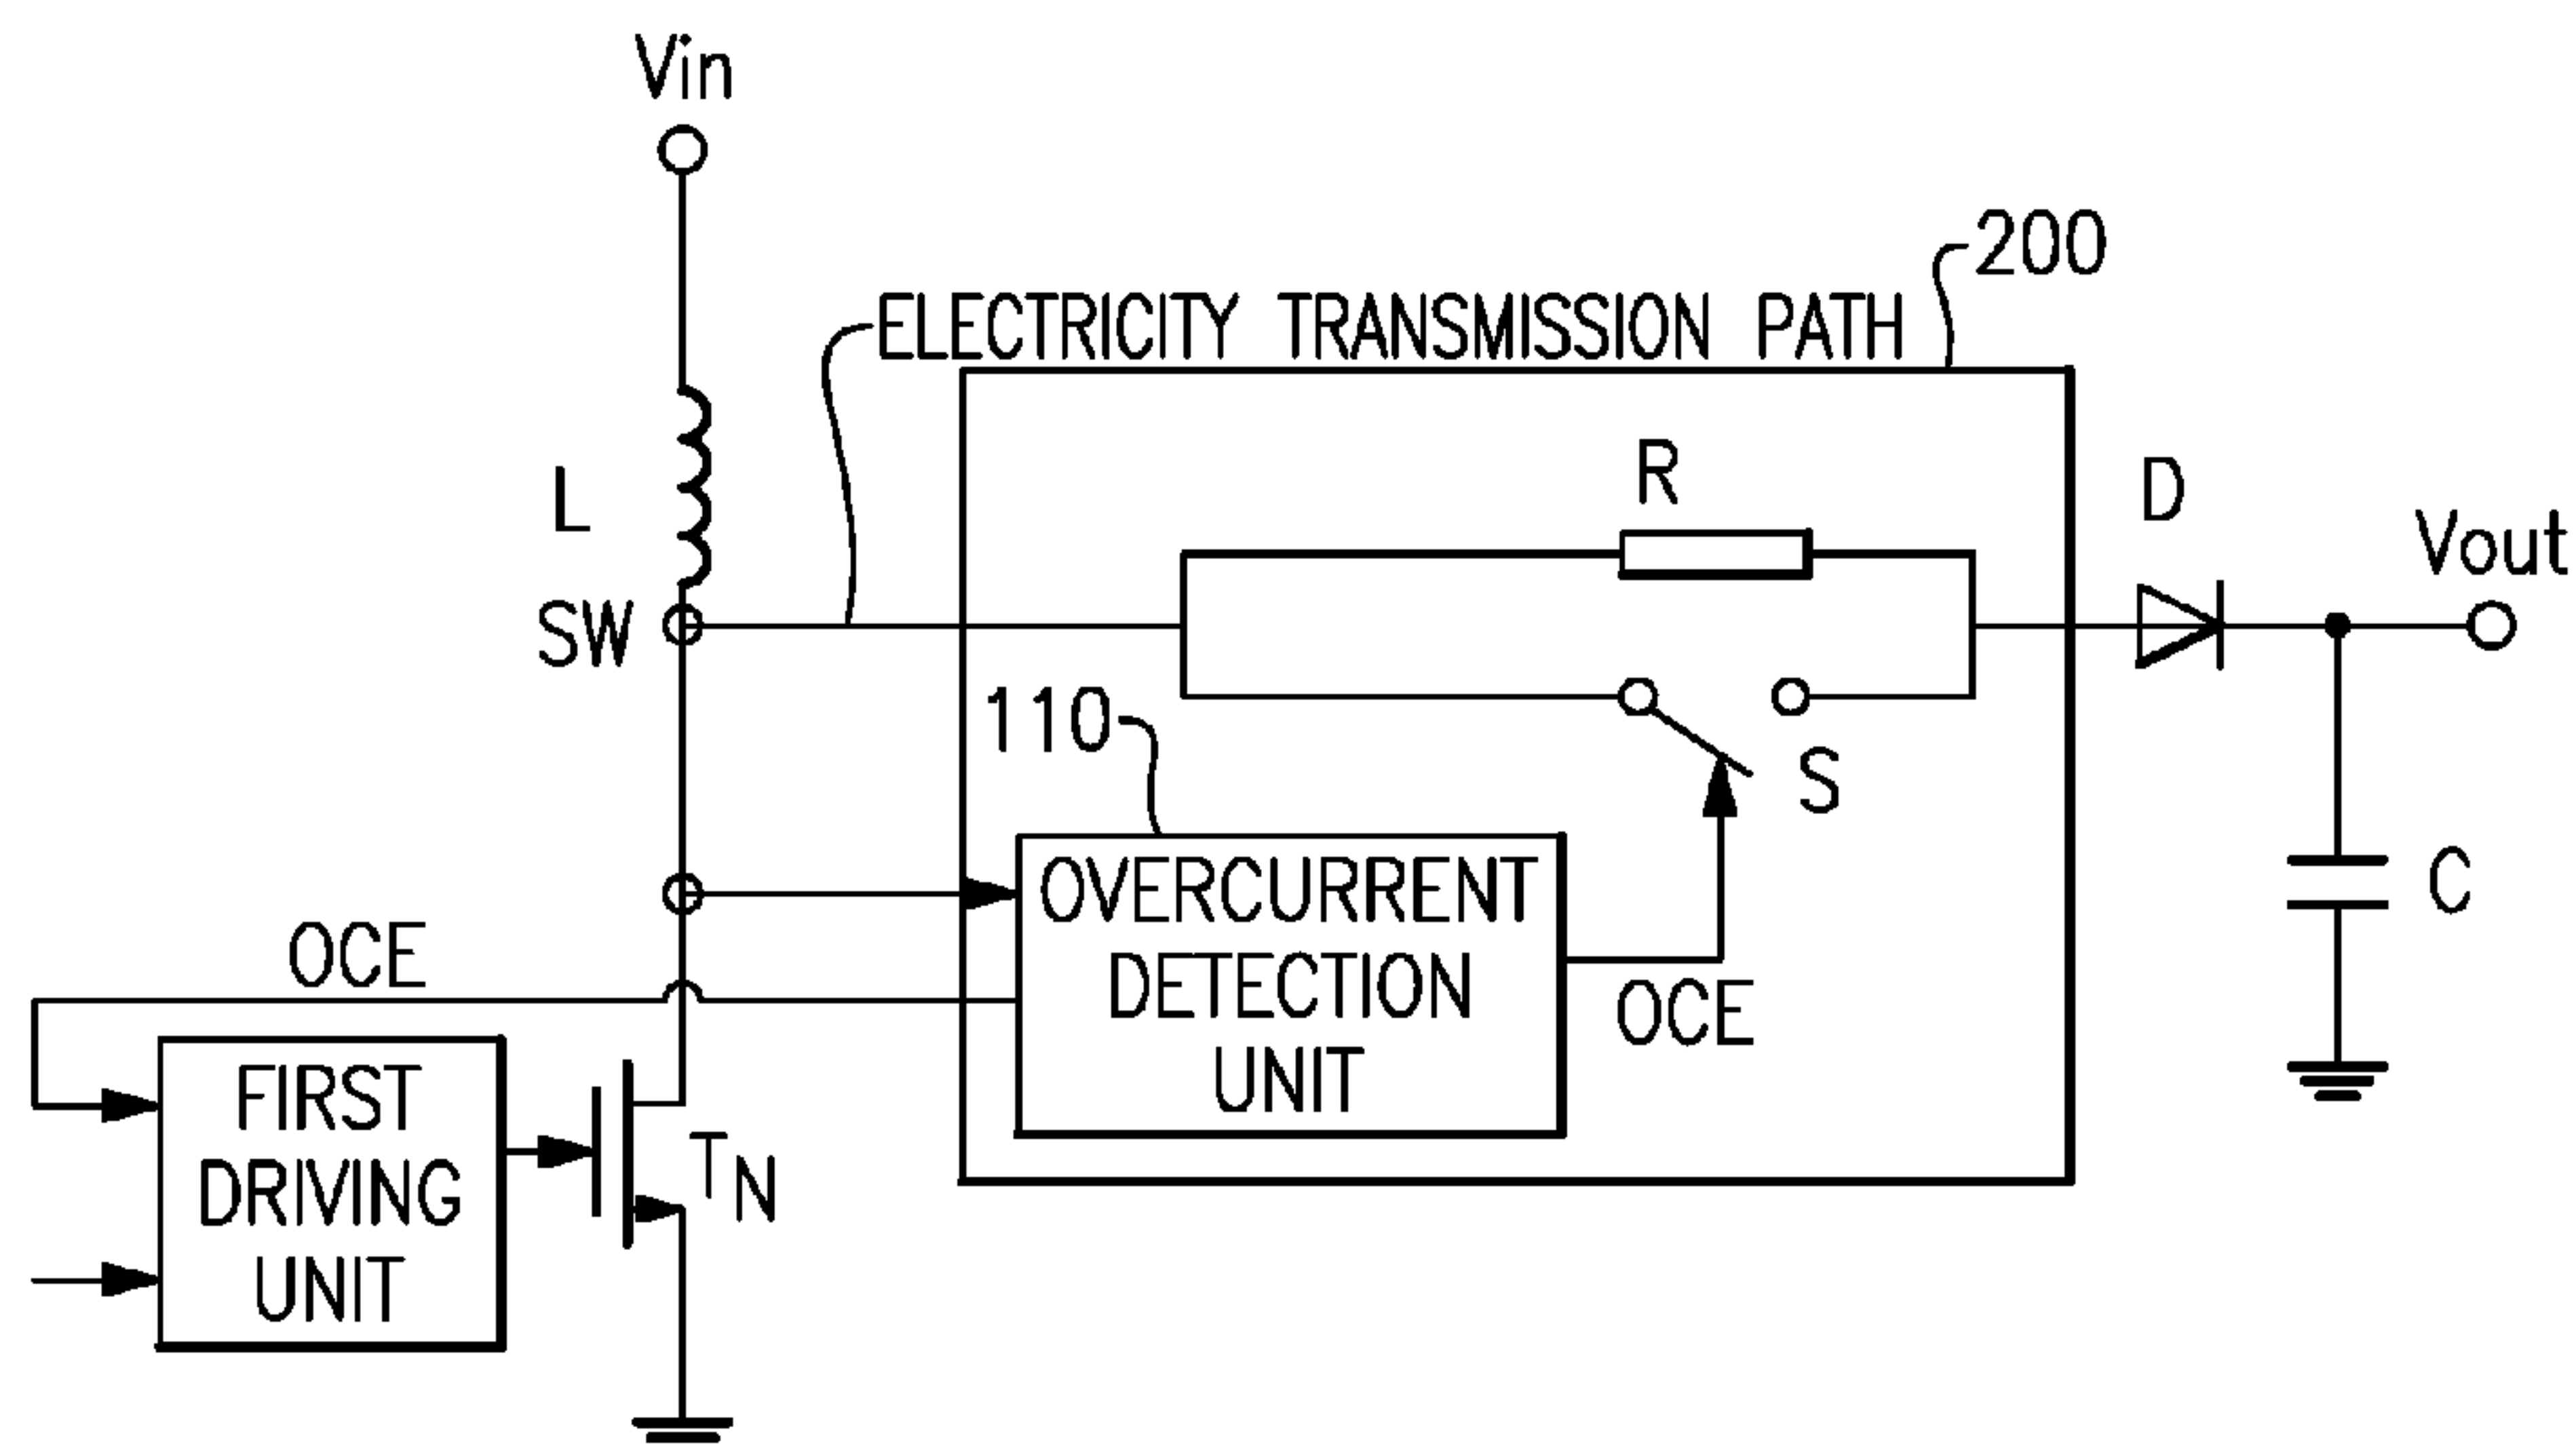 Vin
200
ELECTRICITY TRANSMISSION PATH
R
D
L
Vout
SW
110
S
OVERCURRENT
DETECTION
UNIT
C
OCE
OCE
FIRST
DRIVING
UNIT
TN